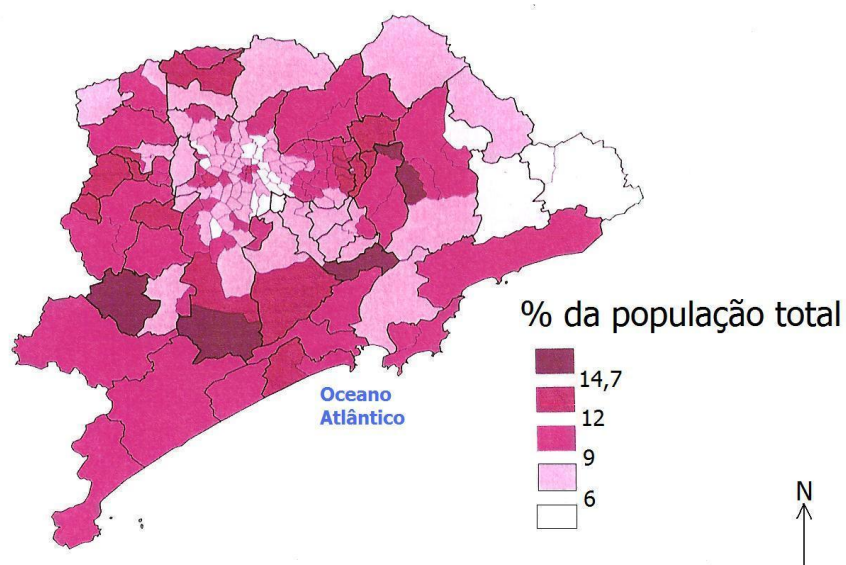 % da população total
14,7
12
9
6
Oceano
Atlântico
N